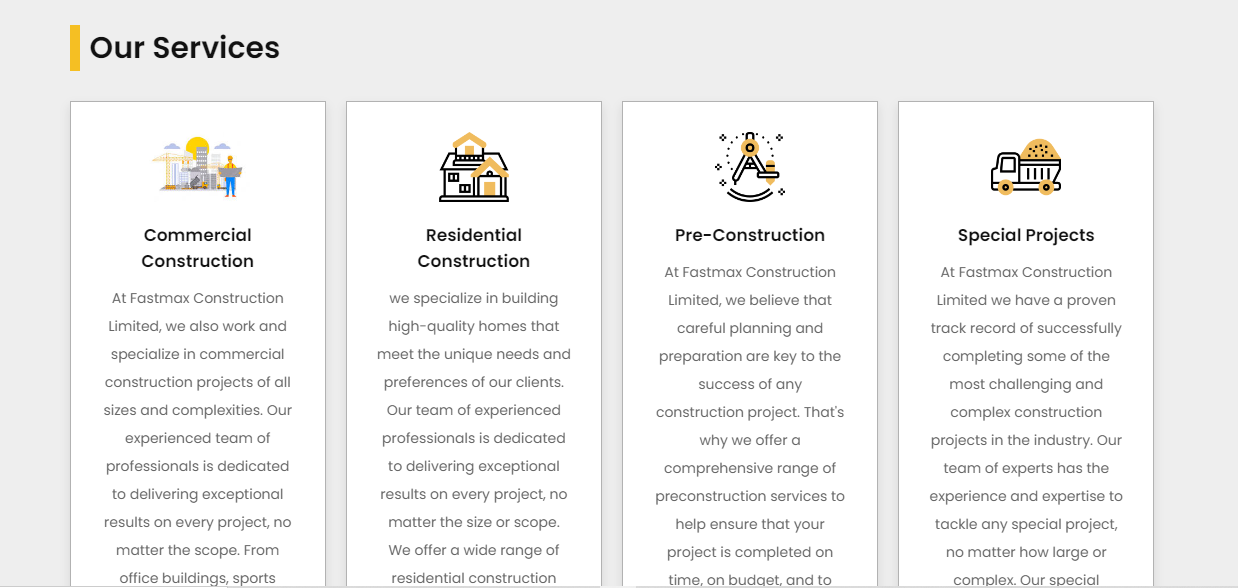 Our Services
Commercial
Construction
At Fastmax Construction
Limited, we also work and
specialize in commercial
construction projects of all
sizes and complexities. Our
experienced team of
professionals is dedicated
to delivering exceptional
results on every project, no
matter the scope. From
office buildings, sports
Residential
Construction
we specialize in building
high-quality homes that
meet the unique needs and
preferences of our clients.
Our team of experienced
professionals is dedicated
to delivering exceptional
results on every project, no
matter the size or scope.
We offer a wide range of
residential construction
Pre-Construction
At Fastmax Construction
Limited, we believe that
careful planning and
preparation are key to the
success of any
construction project. That's
why we offer a
comprehensive range of
preconstruction services to
help ensure that your
project is completed on
time, on budget, and to
Special Projects
At Fastmax Construction
Limited we have a proven
track record of successfully
completing some of the
most challenging and
complex construction
projects in the industry. Our
team of experts has the
experience and expertise to
tackle any special project,
no matter how large or
complex. Our special